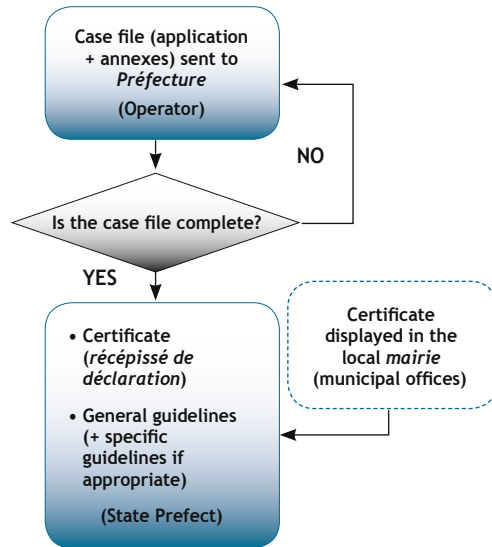 Case file (application
+ annexes) sent to
Préfecture
(Operator)
NO
Is the case file complete?
YES
• Certificate
(récépissé de
déclaration)
• General guidelines
(+ specific
guidelines if
appropriate)
(State Prefect)
Certificate
displayed in the
local mairie
(municipal offices)